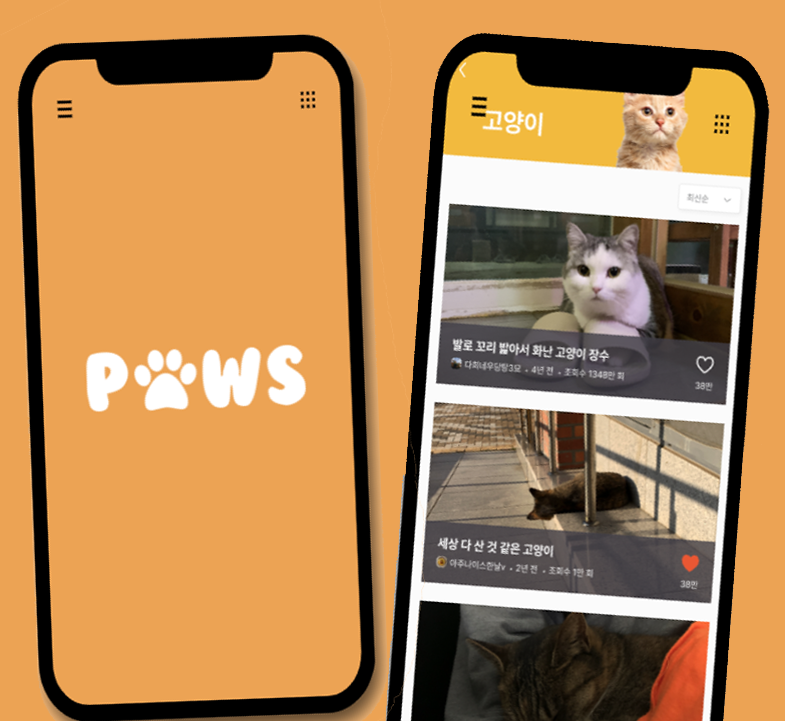 PAWS
고양이
최신순
발로 꼬리 밟아서 화난 고양이 장수
다희네우당탕3묘 • 4년 전 • 조회수 1348만 회
38만
세상 다 산 것 같은 고양이
아주나이스한날v • 2년 전 • 조회수 1만 회
38만